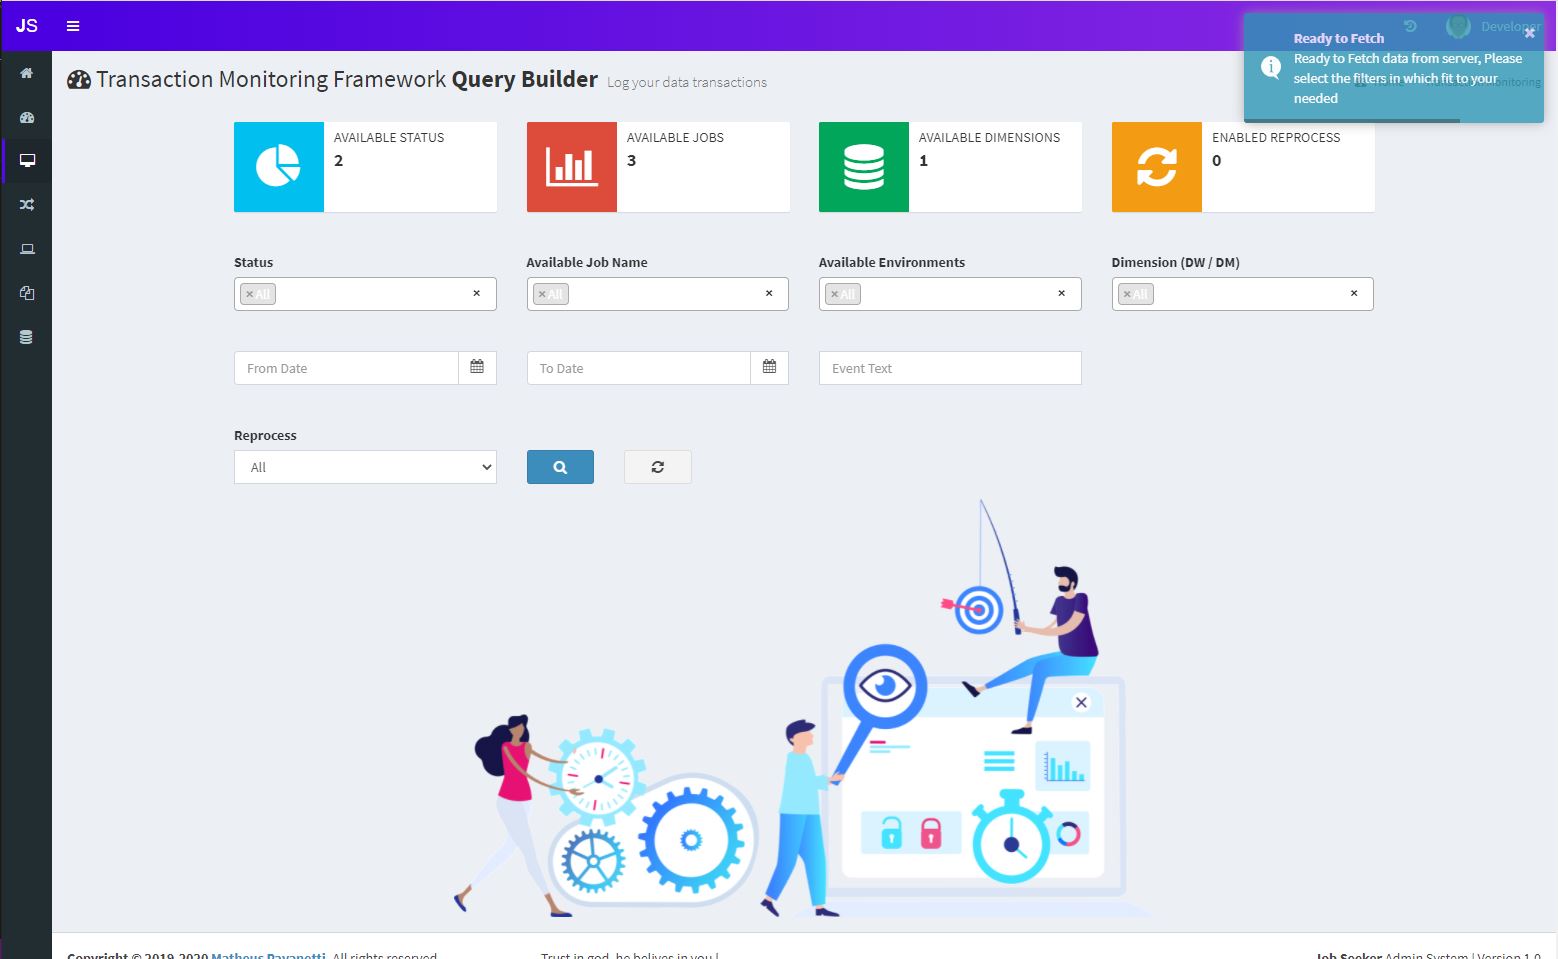 JS
Developer
×
Ready to Fetch
Ready to Fetch data from server, Please
select the filters in which fit to your
needed
Transaction Monitoring Framework Query Builder Log your data transactions
AVAILABLE STATUS
2
AVAILABLE JOBS
3
AVAILABLE DIMENSIONS
1
ENABLED REPROCESS
0
Status
Available Job Name
Available Environments
Dimension (DW / DM)
×All ×
×All ×
×All ×
×All ×
From Date
To Date
Event Text
Reprocess
All
Copyright © 2019-2020 Matheus Pavanetti. All rights reserved.
Trust in god, he belives in you !
Job Seeker Admin System | Version 1.0